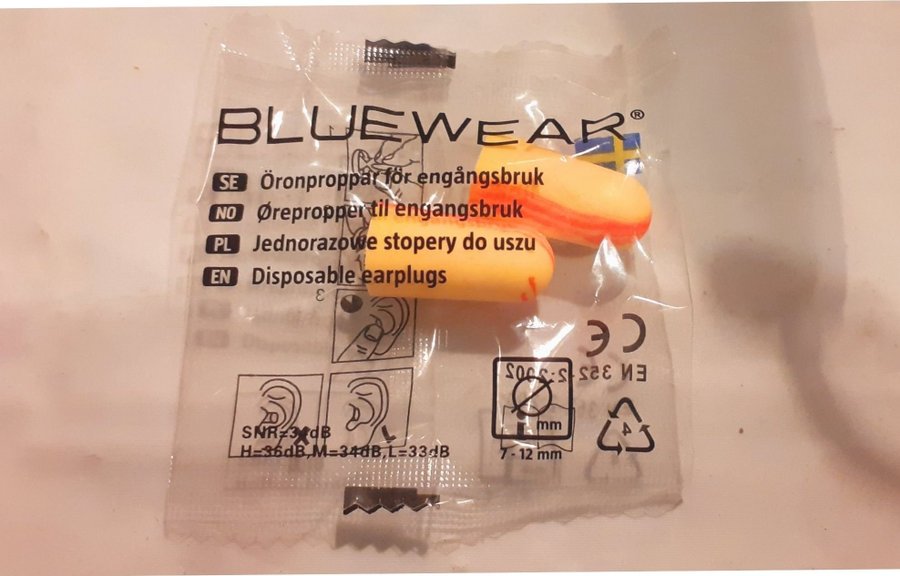 BLUEWEAR®
SE Öronproppar för engångsbruk
NO Ørepropper til engangsbruk
PL Jednorazowe stopery do uszu
EN Disposable earplugs
3
CE
EN 352-2:2002
mm
7 - 12 mm
4
H=36dB,M=34dB,L=33dB